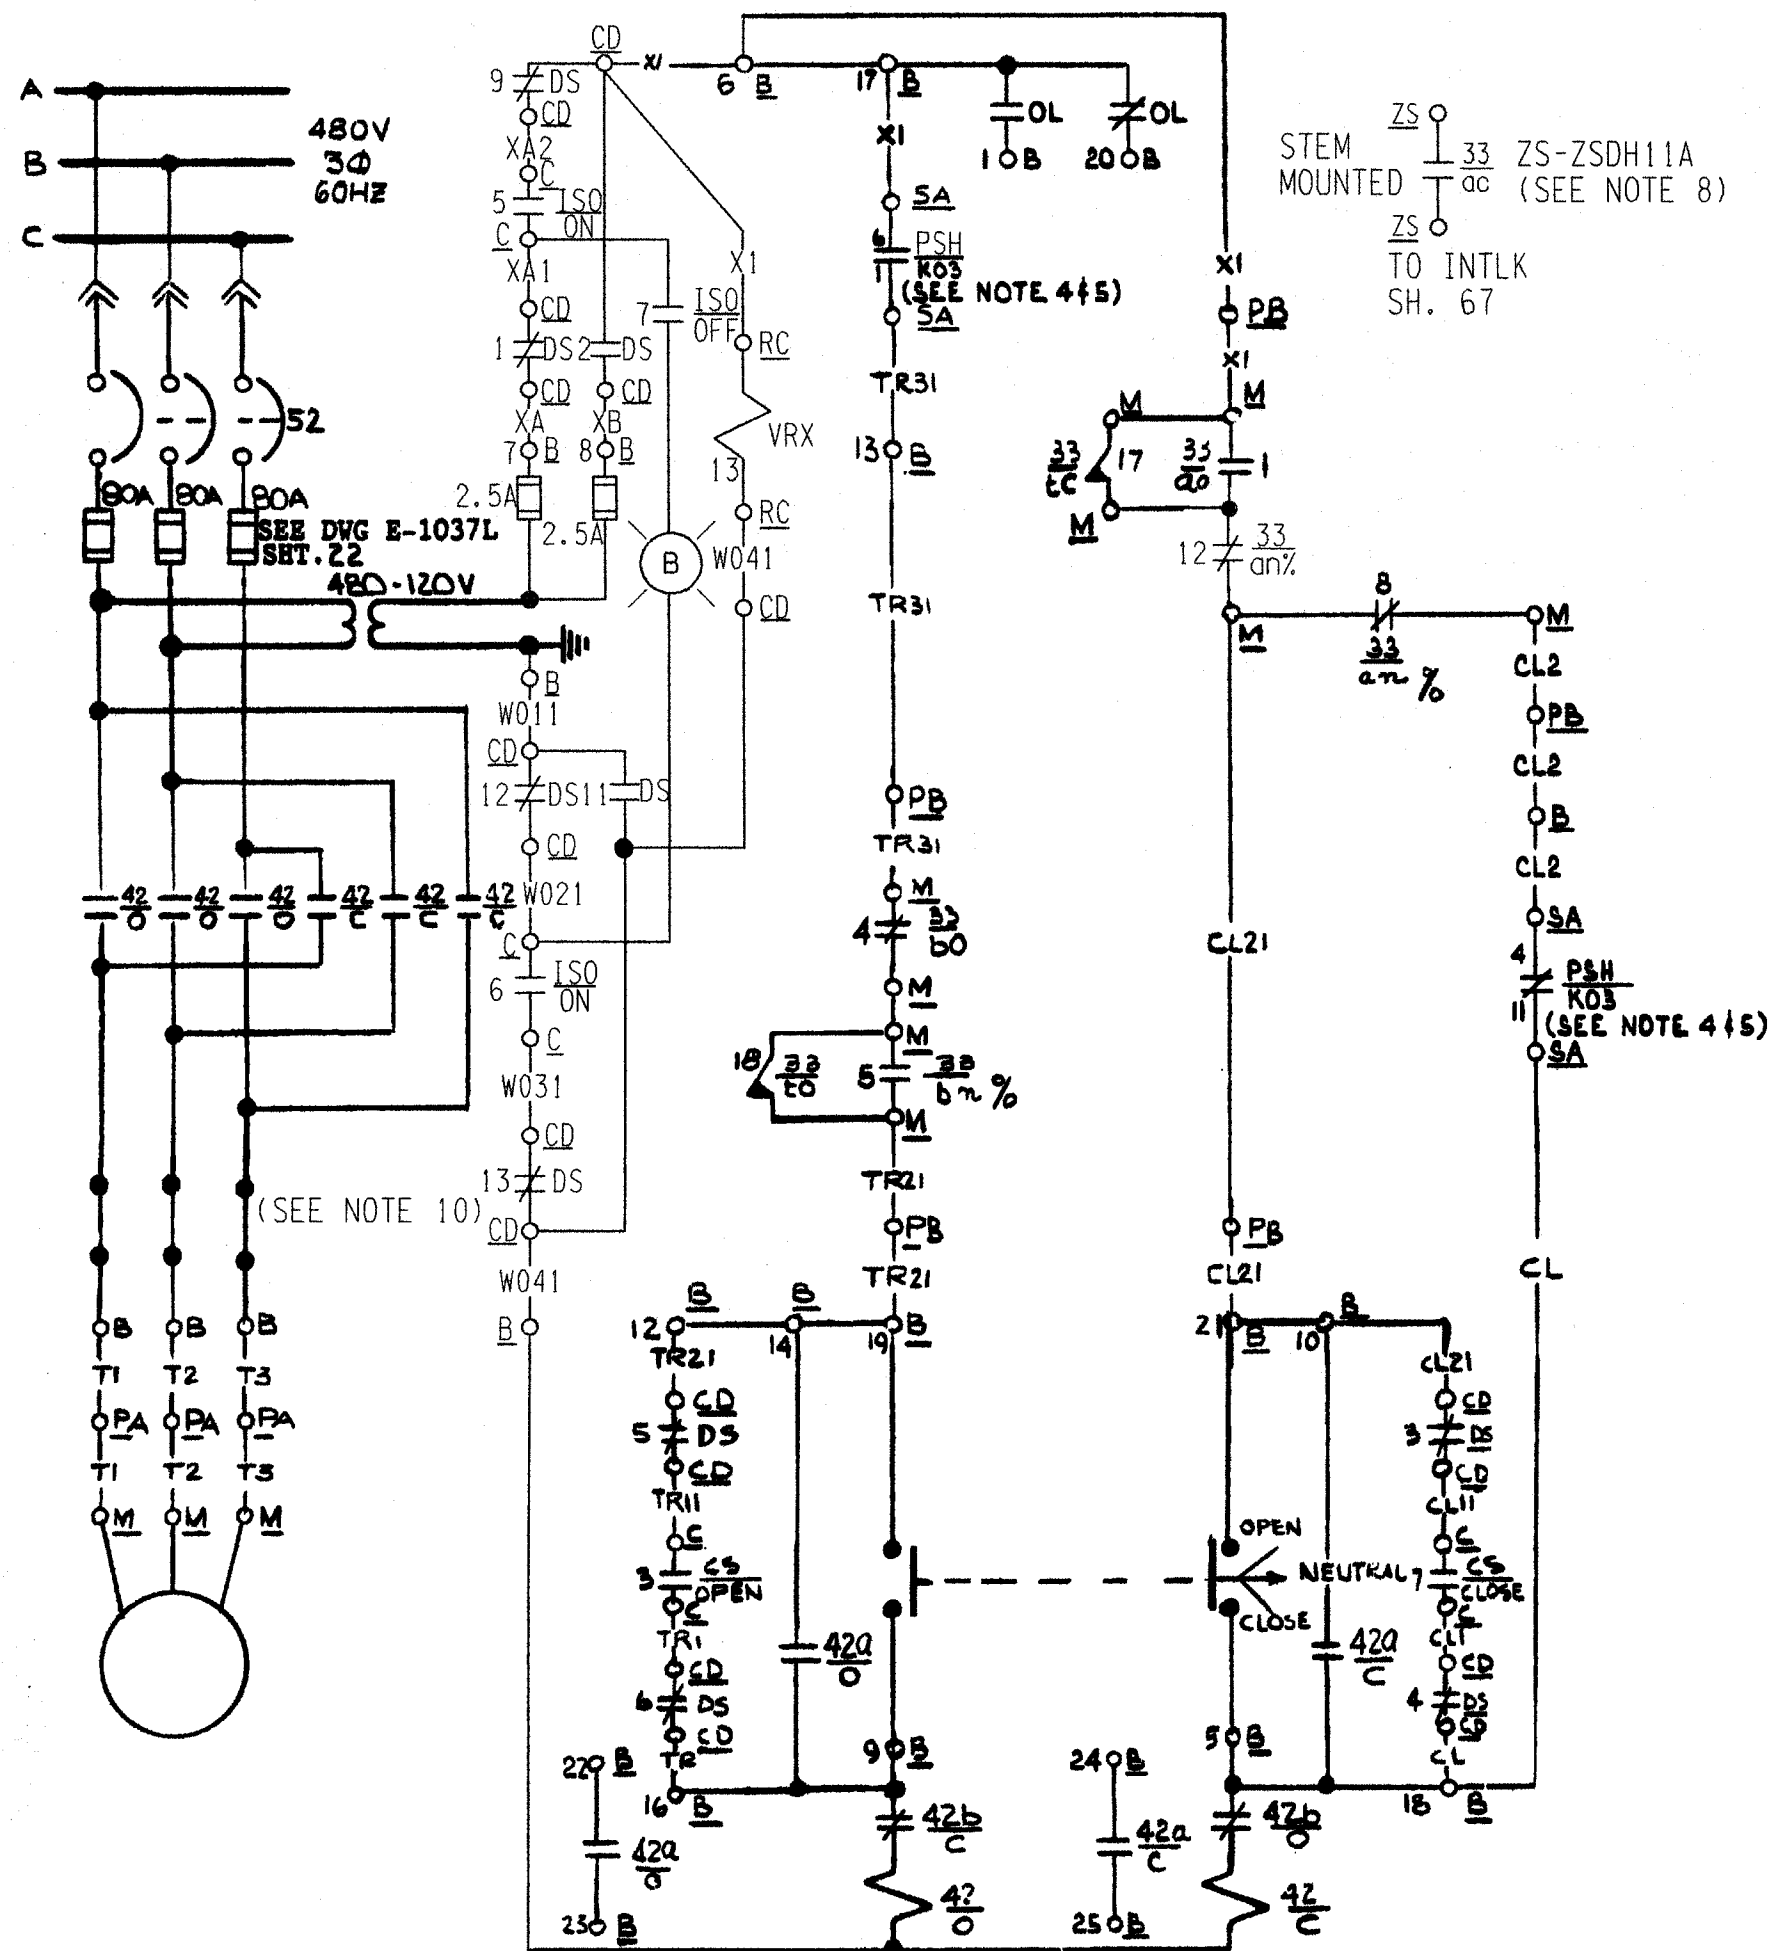 A
B
C
480V
3Φ
60HZ
52
80A
80A
80A
SEE DWG E-1037L
SHT.22
480-120V
42/O
42/O
42/O
42/C
42/C
42/C
(SEE NOTE 10)
B
B
B
T1
T2
T3
PA
PA
PA
T1
T2
T3
M
M
M
CD
X1
9 DS
CD
XA2
C
5 ISO
ON
C
XA1
CD
1 DS
2 DS
CD
CD
XA
XB
7 B
8 B
2.5A
2.5A
7 ISO
OFF
B
X1
RC
VRX
13
RC
W041
CD
B
W011
CD
12 DS
11 DS
CD
W021
C
6 ISO
ON
C
W031
CD
13 DS
CD
W041
B
6 B
17 B
OL
OL
1 B
20 B
X1
SA
6 PSH
1 K03
(SEE NOTE 4&5)
SA
TR31
13 B
TR31
PB
TR31
M
4 33
bO
M
M
18 33
tO
5 33
bn %
M
TR21
PB
TR21
12 B
14 B
19 B
TR21
CD
5 DS
CD
TR11
C
3 CS
OPEN
C
TR1
CD
6 DS
CD
TR
16 B
42a
O
9 B
42b
C
42
O
22 B
42a
O
23 B
STEM
MOUNTED
ZS
33
ac
ZS
ZS-ZSDH11A
(SEE NOTE 8)
TO INTLK
SH. 67
X1
PB
X1
M
M
33
tC
17
33
ao
1
M
12 33
an%
M
8
33
an %
M
CL2
PB
CL2
B
CL2
SA
4 PSH
11 K03
(SEE NOTE 4&5)
SA
CL
CL21
PB
CL21
21 B
10 B
CL21
CD
3 DS
CD
CL11
C
7 CS
CLOSE
C
CL1
CD
4 DS
CD
CL
18 B
OPEN
NEUTRAL
CLOSE
42a
C
5 B
42b
O
42
C
24 B
42a
C
25 B